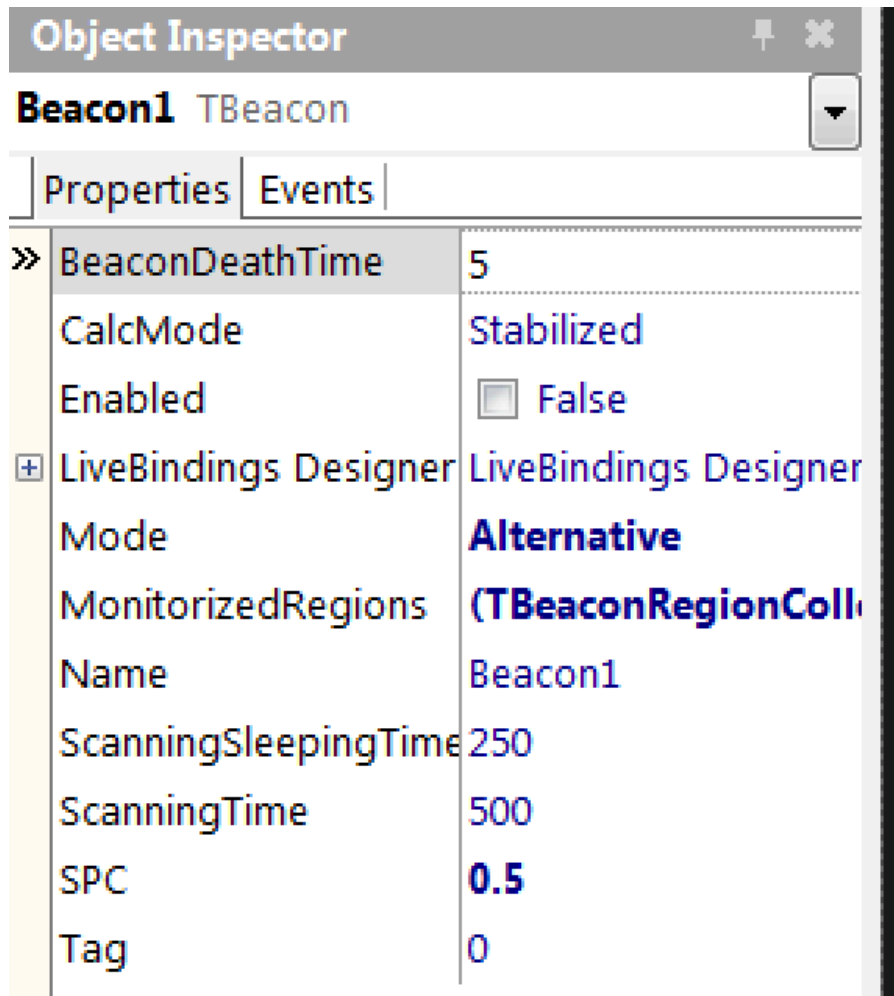 Object Inspector
Beacon1 TBeacon
Properties Events
BeaconDeathTime 5
CalcMode Stabilized
Enabled False
LiveBindings Designer LiveBindings Designer
Mode Alternative
MonitorizedRegions (TBeaconRegionColl
Name Beacon1
ScanningSleepingTime 250
ScanningTime 500
SPC 0.5
Tag 0